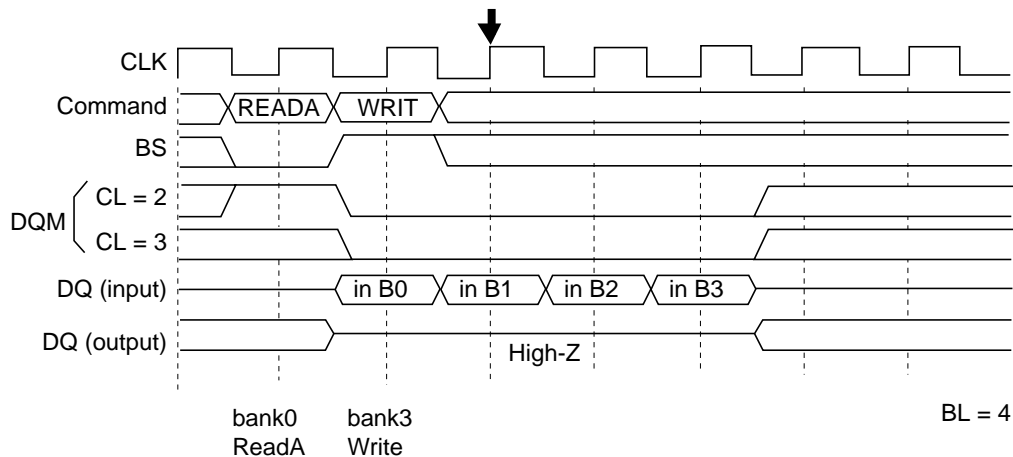 CLK
Command
READA
WRIT
BS
DQM
CL = 2
CL = 3
DQ (input)
in B0
in B1
in B2
in B3
DQ (output)
High-Z
bank0
ReadA
bank3
Write
BL = 4